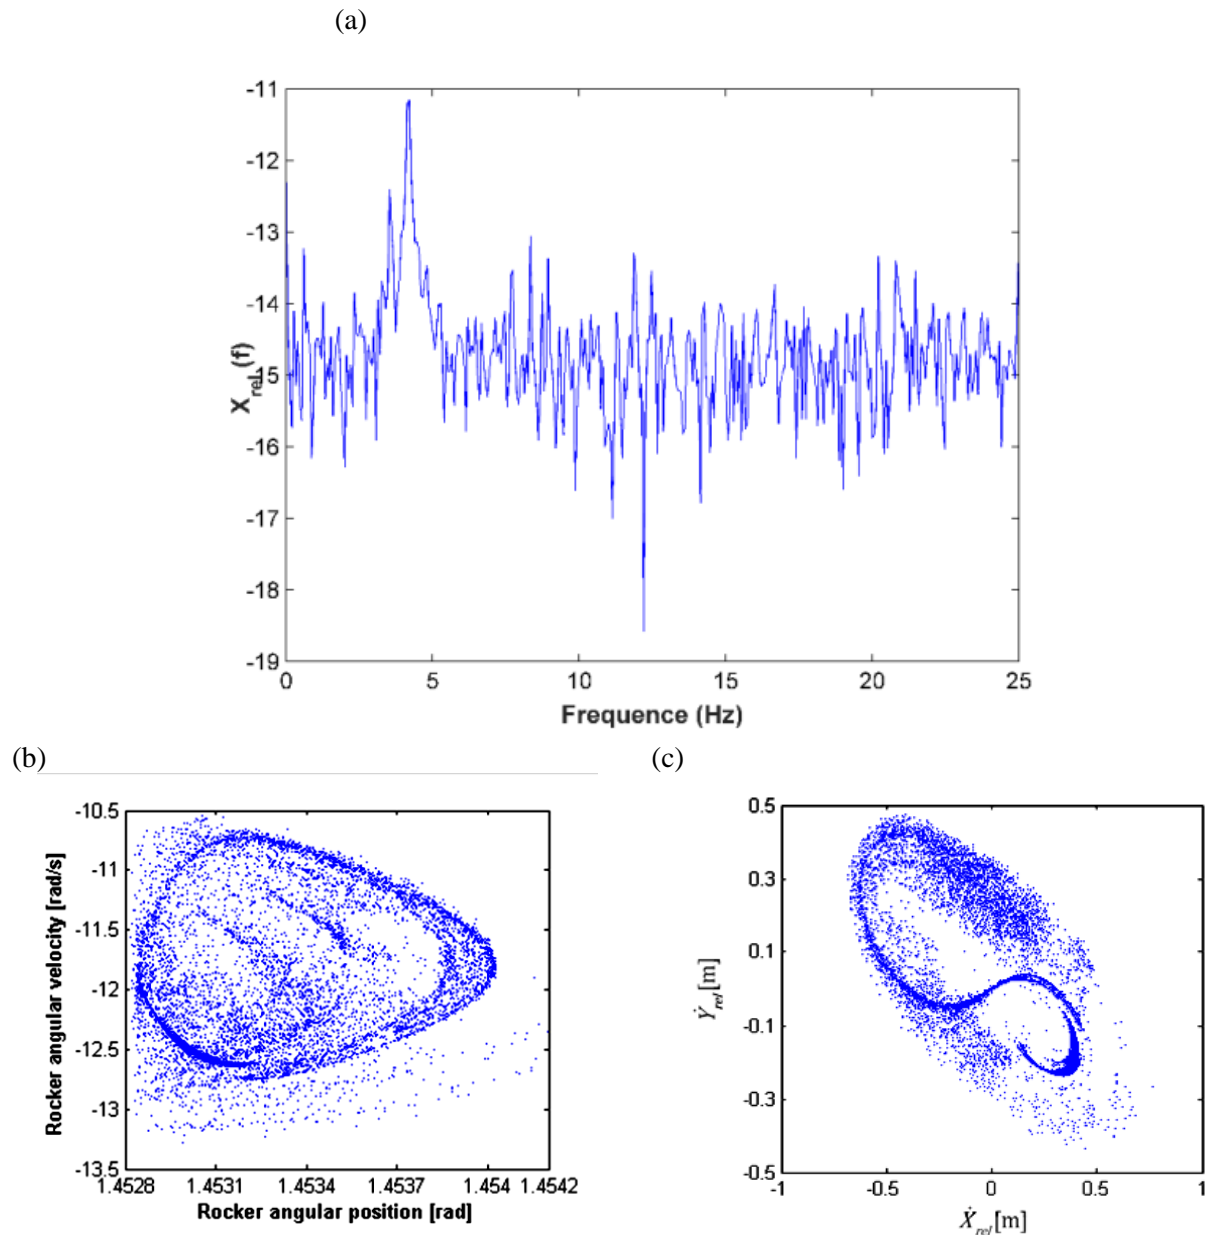 (a)
-11
-12
-13
-14
-15
-16
-17
-18
-19
X_rel (f)
0 5 10 15 20 25
Frequence (Hz)
(b)
(c)
-10.5
-11
-11.5
-12
-12.5
-13
-13.5
Rocker angular velocity [rad/s]
1.4528 1.4531 1.4534 1.4537 1.454 1.4542
Rocker angular position [rad]
0.5
0.3
0.1
-0.1
-0.3
-0.5
Ẏ_rel [m]
-1 -0.5 0 0.5 1
Ẋ_rel [m]